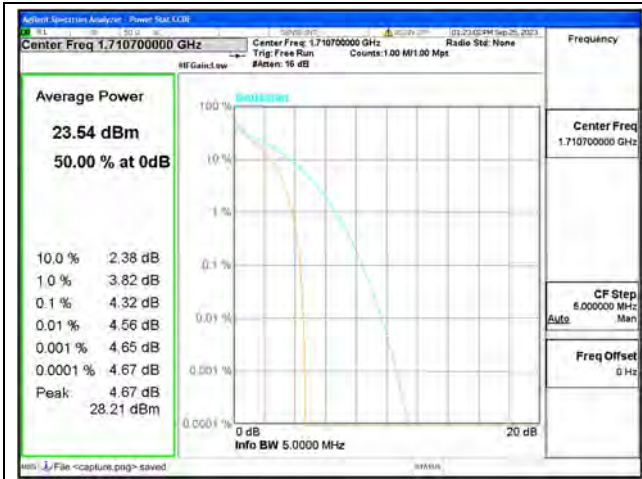 Agilent Spectrum Analyzer - Power Stat CCDF
Center Freq 1.710700000 GHz
Center Freq: 1.710700000 GHz
Radio Std: None
Trig: Free Run
Counts:1.00 M/1.00 Mpt
#IFGain:Low
#Atten: 16 dB
01:23:02 PM Sep 25, 2023
Frequency
Average Power
23.54 dBm
50.00 % at 0dB
10.0 % 2.38 dB
1.0 % 3.82 dB
0.1 % 4.32 dB
0.01 % 4.56 dB
0.001 % 4.65 dB
0.0001 % 4.67 dB
Peak 4.67 dB
28.21 dBm
Gaussian
100 %
10 %
1 %
0.1 %
0.01 %
0.001 %
0.0001 %
0 dB
20 dB
Info BW 5.0000 MHz
Center Freq
1.710700000 GHz
CF Step
5.000000 MHz
Auto Man
Freq Offset
0 Hz
MSG File <capture.png> saved
STATUS